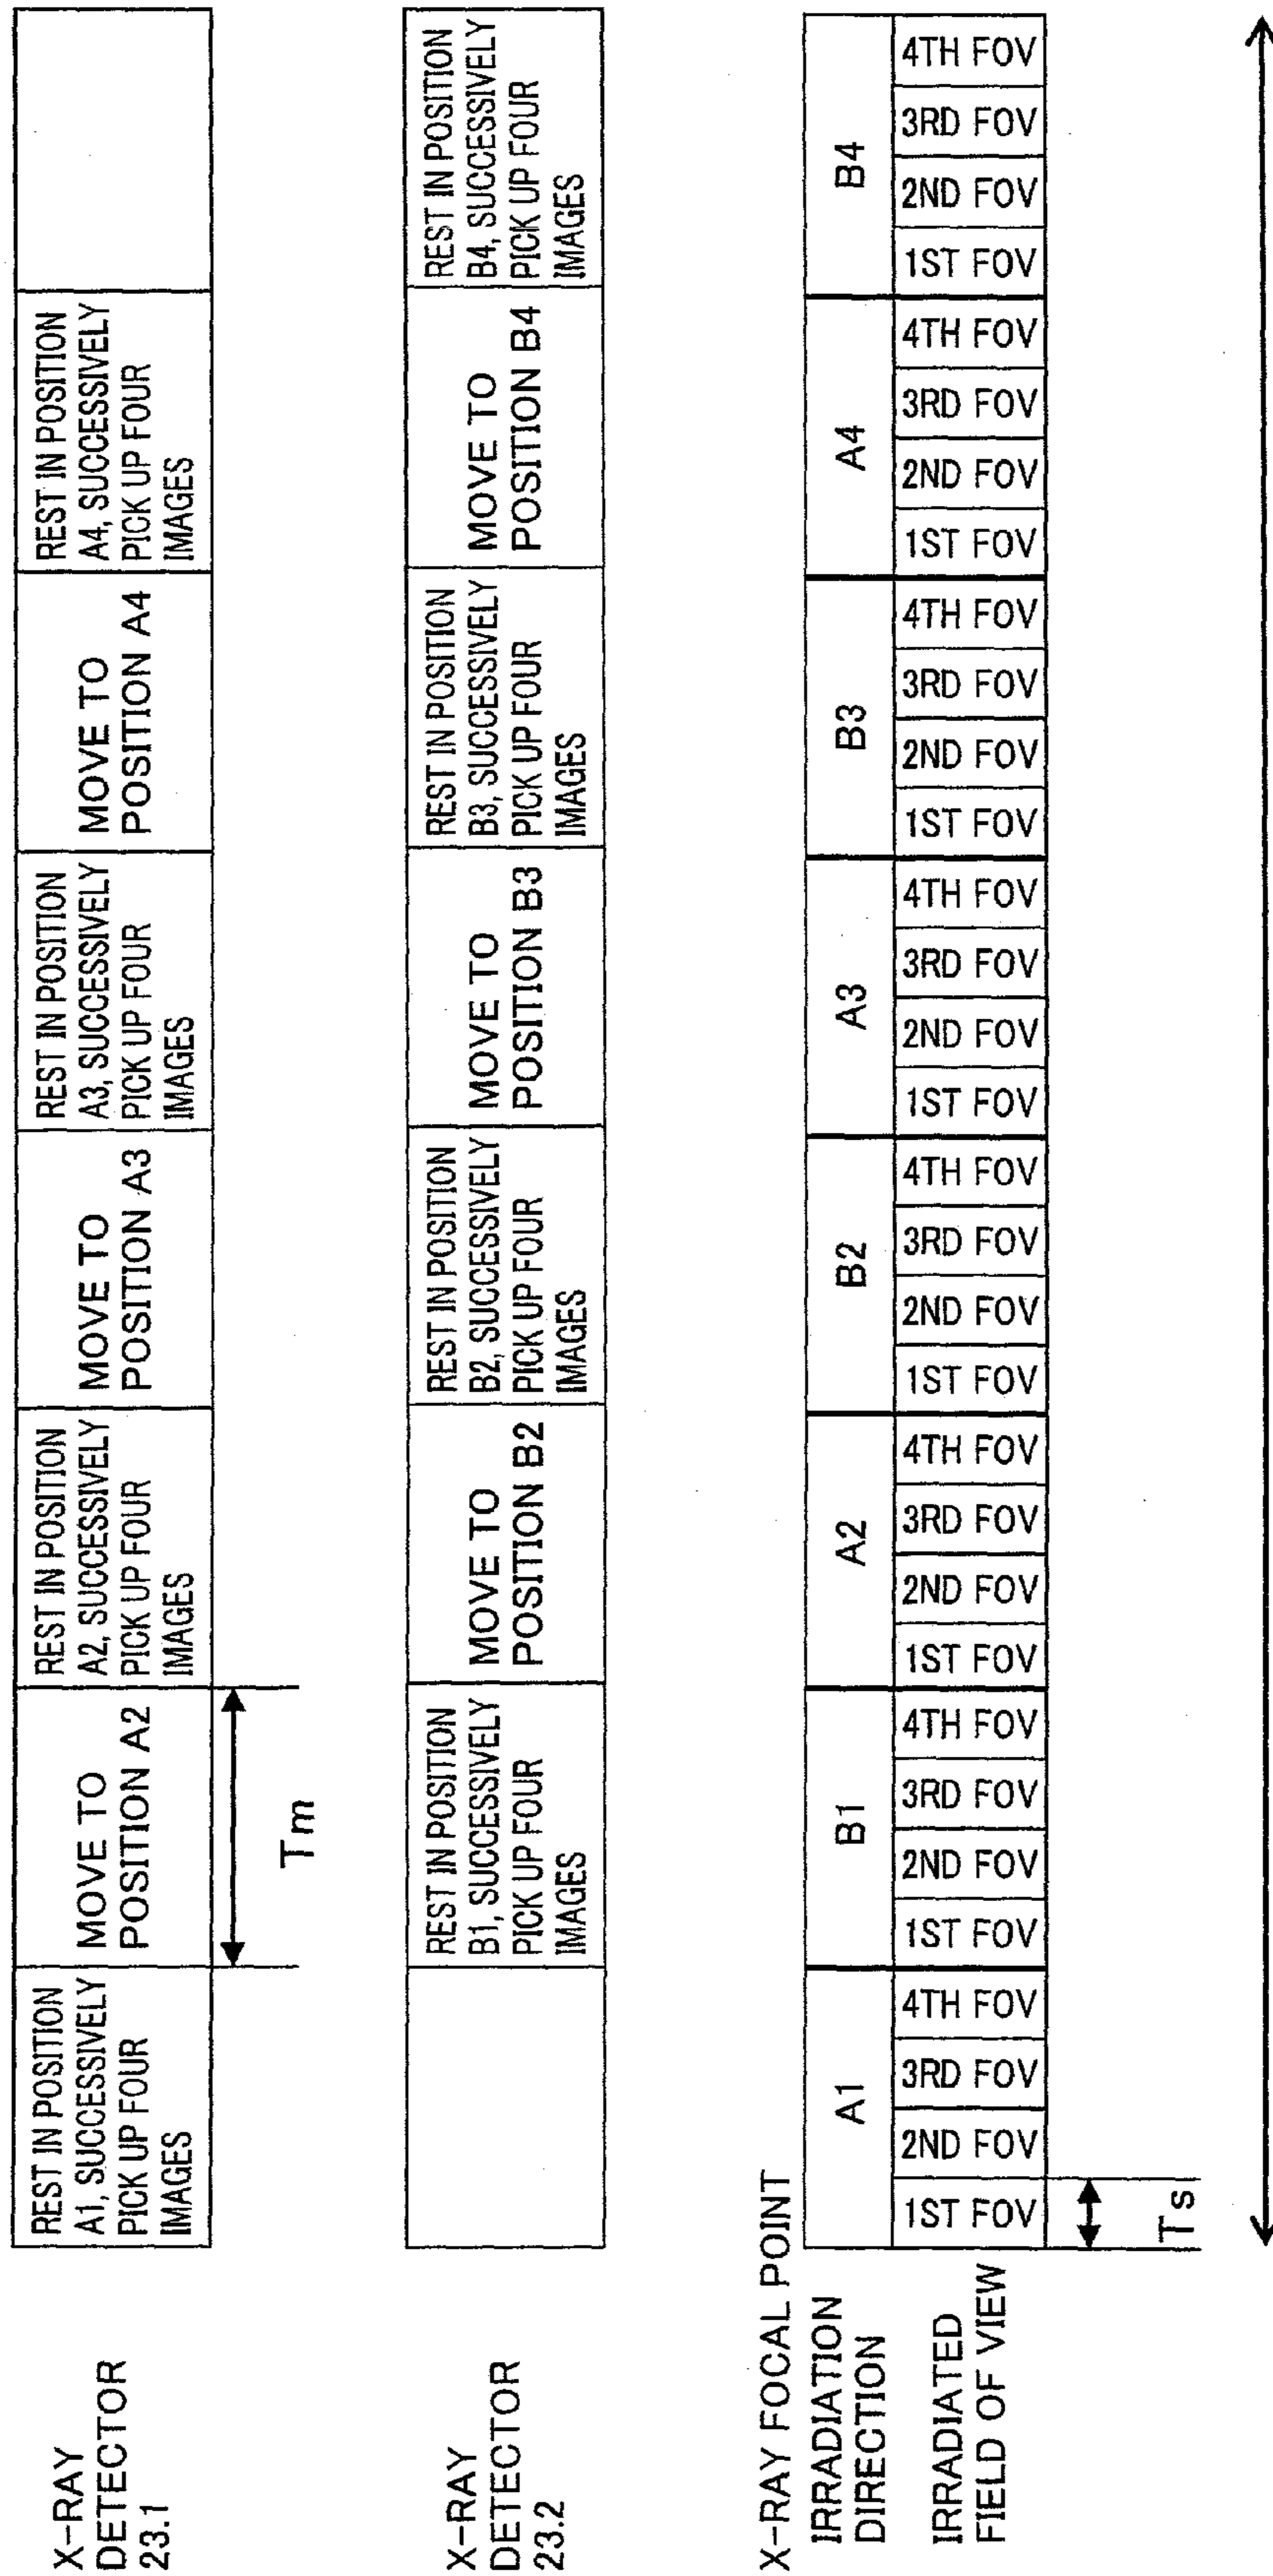 X-RAY
DETECTOR
23.1
REST IN POSITION
A1, SUCCESSIVELY
PICK UP FOUR
IMAGES
MOVE TO
POSITION A2
REST IN POSITION
A2, SUCCESSIVELY
PICK UP FOUR
IMAGES
MOVE TO
POSITION A3
REST IN POSITION
A3, SUCCESSIVELY
PICK UP FOUR
IMAGES
MOVE TO
POSITION A4
REST IN POSITION
A4, SUCCESSIVELY
PICK UP FOUR
IMAGES
Tm
X-RAY
DETECTOR
23.2
REST IN POSITION
B1, SUCCESSIVELY
PICK UP FOUR
IMAGES
MOVE TO
POSITION B2
REST IN POSITION
B2, SUCCESSIVELY
PICK UP FOUR
IMAGES
MOVE TO
POSITION B3
REST IN POSITION
B3, SUCCESSIVELY
PICK UP FOUR
IMAGES
MOVE TO
POSITION B4
REST IN POSITION
B4, SUCCESSIVELY
PICK UP FOUR
IMAGES
X-RAY FOCAL POINT
IRRADIATION
DIRECTION
A1 B1 A2 B2 A3 B3 A4 B4
IRRADIATED
FIELD OF VIEW
1ST FOV 2ND FOV 3RD FOV 4TH FOV 1ST FOV 2ND FOV 3RD FOV 4TH FOV 1ST FOV 2ND FOV 3RD FOV 4TH FOV 1ST FOV 2ND FOV 3RD FOV 4TH FOV 1ST FOV 2ND FOV 3RD FOV 4TH FOV 1ST FOV 2ND FOV 3RD FOV 4TH FOV 1ST FOV 2ND FOV 3RD FOV 4TH FOV 1ST FOV 2ND FOV 3RD FOV 4TH FOV
Ts